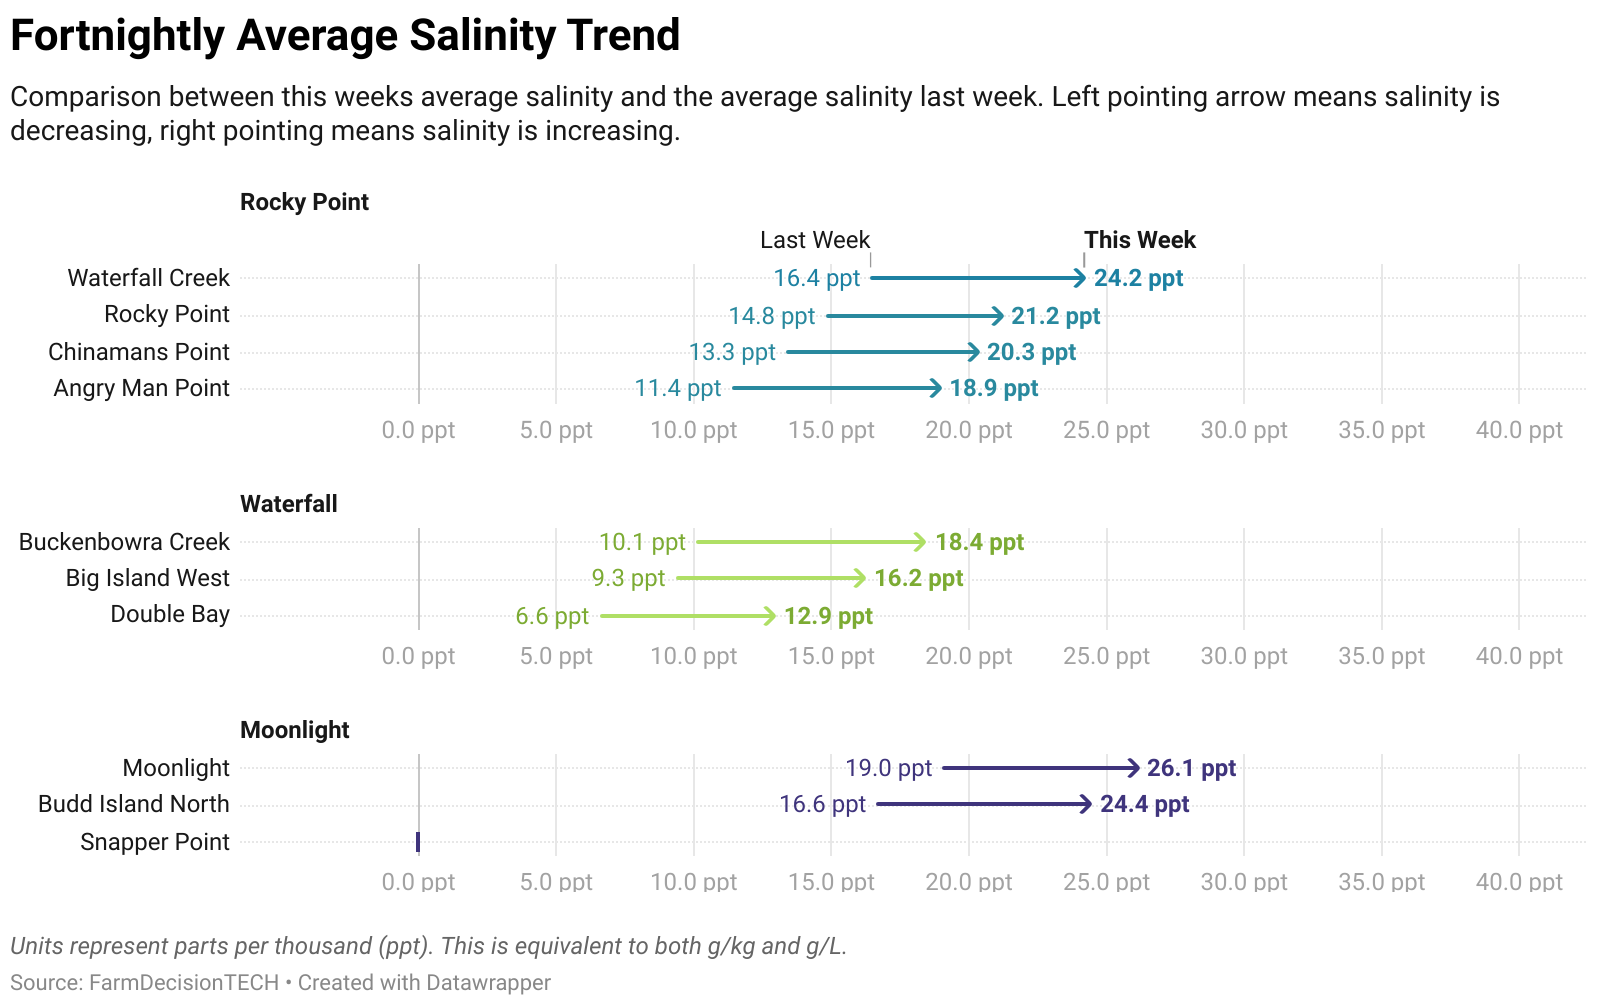 Fortnightly Average Salinity Trend
Comparison between this weeks average salinity and the average salinity last week. Left pointing arrow means salinity is
decreasing, right pointing means salinity is increasing.
Rocky Point
Last Week This Week
Waterfall Creek 16.4 ppt 24.2 ppt
Rocky Point 14.8 ppt 21.2 ppt
Chinamans Point 13.3 ppt 20.3 ppt
Angry Man Point 11.4 ppt 18.9 ppt
0.0 ppt 5.0 ppt 10.0 ppt 15.0 ppt 20.0 ppt 25.0 ppt 30.0 ppt 35.0 ppt 40.0 ppt
Waterfall
Buckenbowra Creek 10.1 ppt 18.4 ppt
Big Island West 9.3 ppt 16.2 ppt
Double Bay 6.6 ppt 12.9 ppt
0.0 ppt 5.0 ppt 10.0 ppt 15.0 ppt 20.0 ppt 25.0 ppt 30.0 ppt 35.0 ppt 40.0 ppt
Moonlight
Moonlight 19.0 ppt 26.1 ppt
Budd Island North 16.6 ppt 24.4 ppt
Snapper Point
0.0 ppt 5.0 ppt 10.0 ppt 15.0 ppt 20.0 ppt 25.0 ppt 30.0 ppt 35.0 ppt 40.0 ppt
Units represent parts per thousand (ppt). This is equivalent to both g/kg and g/L.
Source: FarmDecisionTECH • Created with Datawrapper